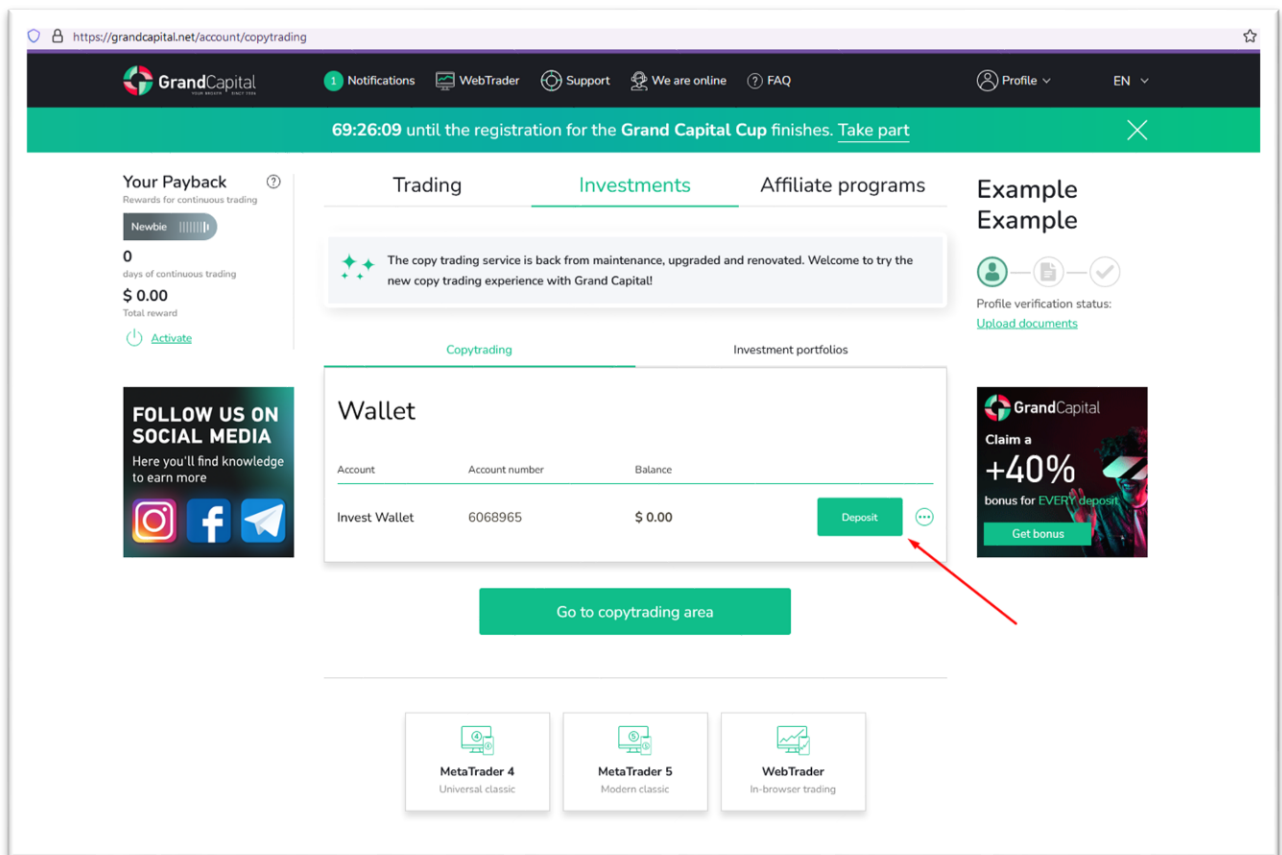 https://grandcapital.net/account/copytrading
GrandCapital
1 Notifications WebTrader Support We are online ? FAQ Profile EN
69:26:09 until the registration for the Grand Capital Cup finishes. Take part
Your Payback ?
Rewards for continuous trading
Newbie
0
days of continuous trading
$ 0.00
Total reward
Activate
FOLLOW US ON
SOCIAL MEDIA
Here you'll find knowledge
to earn more
Trading Investments Affiliate programs
The copy trading service is back from maintenance, upgraded and renovated. Welcome to try the
new copy trading experience with Grand Capital!
Copytrading Investment portfolios
Wallet
Account Account number Balance
Invest Wallet 6068965 $ 0.00 Deposit
Go to copytrading area
4
MetaTrader 4
Universal classic
5
MetaTrader 5
Modern classic
WebTrader
In-browser trading
Example
Example
Profile verification status:
Upload documents
GrandCapital
Claim a
+40%
bonus for EVERY deposit
Get bonus